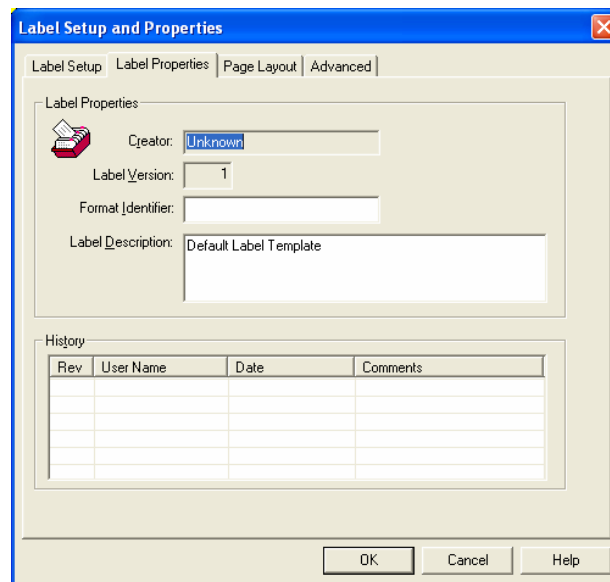 Label Setup and Properties
Label Setup Label Properties Page Layout Advanced
Label Properties
Creator: Unknown
Label Version: 1
Format Identifier:
Label Description: Default Label Template
History
Rev User Name Date Comments
OK Cancel Help